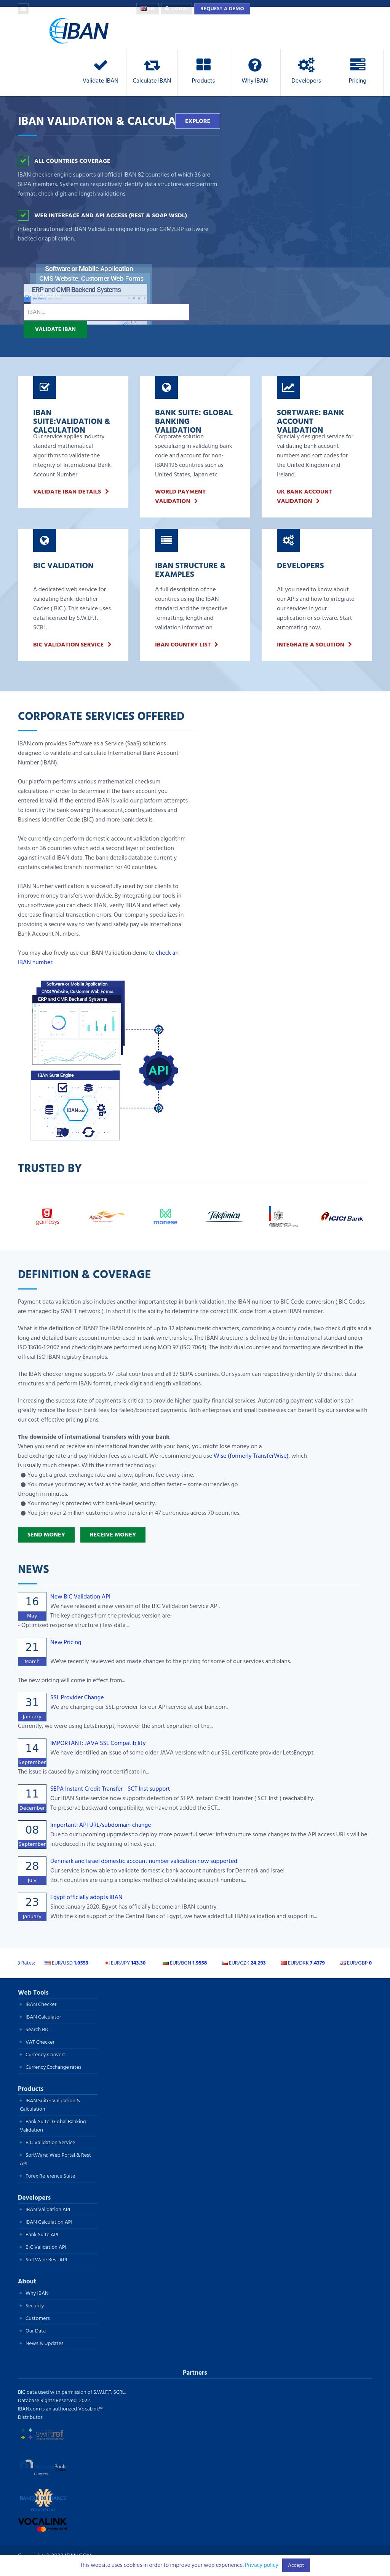 REQUEST A DEMO
IBAN
Validate IBAN
Calculate IBAN
Products
Why IBAN
Developers
Pricing
IBAN VALIDATION & CALCULA
EXPLORE
ALL COUNTRIES COVERAGE
IBAN checker engine supports all official IBAN 82 countries of which 36 are
SEPA members. System can respectively identify data structures and perform
format, check digit and length validations
WEB INTERFACE AND API ACCESS (REST & SOAP WSDL)
Integrate automated IBAN Validation engine into your CRM/ERP software
backed or application.
Software or Mobile Application
CMS Website, Customer Web Forms
ERP and CMR Backend Systems
IBAN ...
VALIDATE IBAN
IBAN
SUITE:VALIDATION &
CALCULATION
Our service applies industry
standard mathematical
algorithms to validate the
integrity of International Bank
Account Number
VALIDATE IBAN DETAILS
BANK SUITE: GLOBAL
BANKING
VALIDATION
Corporate solution
specializing in validating bank
code and account for non-
IBAN 196 countries such as
United States, Japan etc.
WORLD PAYMENT
VALIDATION
SORTWARE: BANK
ACCOUNT
VALIDATION
Specially designed service for
validating bank account
numbers and sort codes for
the United Kingdom and
Ireland.
UK BANK ACCOUNT
VALIDATION
BIC VALIDATION
A dedicated web service for
validating Bank Identifier
Codes ( BIC ). This service uses
data licensed by S.W.I.F.T.
SCRL.
BIC VALIDATION SERVICE
IBAN STRUCTURE &
EXAMPLES
A full description of the
countries using the IBAN
standard and the respective
formatting, length and
validation information.
IBAN COUNTRY LIST
DEVELOPERS
All you need to know about
our APIs and how to integrate
our services in your
application or software. Start
automating now.
INTEGRATE A SOLUTION
CORPORATE SERVICES OFFERED
IBAN.com provides Software as a Service (SaaS) solutions
designed to validate and calculate International Bank Account
Number (IBAN).
Our platform performs various mathematical checksum
calculations in order to determine if the bank account you
entered is valid. If the entered IBAN is valid our platform attempts
to identify the bank owning this account,country,address and
Business Identifier Code (BIC) and more bank details.
We currently can perform domestic account validation algorithm
tests on 36 countries which add a second layer of protection
against invalid IBAN data. The bank details database currently
contains detailed branch information for 40 countries.
IBAN Number verification is successfully used by our clients to
improve money transfers worldwide. By integrating our tools in
your software you can check IBAN, verify BBAN and effectively
decrease financial transaction errors. Our company specializes in
providing a secure way to verify and safely pay via International
Bank Account Numbers.
You may also freely use our IBAN Validation demo to check an
IBAN number.
Software or Mobile Application
CMS Website, Customer Web Forms
ERP and CMR Backend Systems
API
IBAN Suite Engine
IBAN
TRUSTED BY
gamesys
monese
Telefónica
ICICI Bank
DEFINITION & COVERAGE
Payment data validation also includes another important step in bank validation, the IBAN number to BIC Code conversion ( BIC Codes
are managed by SWIFT network ). In short it is the ability to determine the correct BIC code from a given IBAN number.
What is the definition of IBAN? The IBAN consists of up to 32 alphanumeric characters, comprising a country code, two check digits and a
long and detailed bank account number used in bank wire transfers. The IBAN structure is defined by the international standard under
ISO 13616-1:2007 and check digits are performed using MOD 97 (ISO 7064). The individual country standards and formatting are described in the
official ISO IBAN registry Examples.
The IBAN checker engine supports 97 total countries and all 37 SEPA countries. Our system can respectively identify 97 distinct data
structures and perform IBAN format, check digit and length validations.
Increasing the success rate of payments is critical to provide higher quality financial services. Automating payment validations can
greatly reduce the loss in bank fees for failed/bounced payments. Both enterprises and small businesses can benefit by our service with
our cost-effective pricing plans.
The downside of international transfers with your bank
When you send or receive an international transfer with your bank, you might lose money on a
bad exchange rate and pay hidden fees as a result. We recommend you use Wise (formerly TransferWise), which
is usually much cheaper. With their smart technology:
● You get a great exchange rate and a low, upfront fee every time.
● You move your money as fast as the banks, and often faster – some currencies go
through in minutes.
● Your money is protected with bank-level security.
● You join over 2 million customers who transfer in 47 currencies across 70 countries.
SEND MONEY
RECEIVE MONEY
NEWS
16
May
New BIC Validation API
We have released a new version of the BIC Validation Service API.
The key changes from the previous version are:
- Optimized response structure ( less data...
21
March
New Pricing
We've recently reviewed and made changes to the pricing for some of our services and plans.
The new pricing will come in effect from...
31
January
SSL Provider Change
We are changing our SSL provider for our API service at api.iban.com.
Currently, we were using LetsEncrypt, however the short expiration of the...
14
September
IMPORTANT: JAVA SSL Compatibility
We have identified an issue of some older JAVA versions with our SSL certificate provider LetsEncrypt.
The issue is caused by a missing root certificate in...
11
December
SEPA Instant Credit Transfer - SCT Inst support
Our IBAN Suite service now supports detection of SEPA Instant Credit Transfer ( SCT Inst ) reachability.
To preserve backward compatibility, we have not added the SCT...
08
September
Important: API URL/subdomain change
Due to our upcoming upgrades to deploy more powerful server infrastructure some changes to the API access URLs will be
introduced in the beginning of next year.
28
July
Denmark and Israel domestic account number validation now supported
Our service is now able to validate domestic bank account numbers for Denmark and Israel.
Both countries are using a complex method of validating account numbers...
23
January
Egypt officially adopts IBAN
Since January 2020, Egypt has officially become an IBAN country.
With the kind support of the Central Bank of Egypt, we have added full IBAN validation and support in...
3 Rates: EUR/USD 1.0559 EUR/JPY 143.30 EUR/BGN 1.9558 EUR/CZK 24.293 EUR/DKK 7.4379 EUR/GBP 0
Web Tools
IBAN Checker
IBAN Calculator
Search BIC
VAT Checker
Currency Convert
Currency Exchange rates
Products
IBAN Suite: Validation &
Calculation
Bank Suite: Global Banking
Validation
BIC Validation Service
SortWare: Web Portal & Rest
API
Forex Reference Suite
Developers
IBAN Validation API
IBAN Calculation API
Bank Suite API
BIC Validation API
SortWare Rest API
About
Why IBAN
Security
Customers
Our Data
News & Updates
Partners
BIC data used with permission of S.W.I.F.T. SCRL.
Database Rights Reserved, 2022.
IBAN.com is an authorized VocaLink™
Distributor
swiftref
VOCALINK
This website uses cookies in order to improve your web experience. Privacy policy
Accept